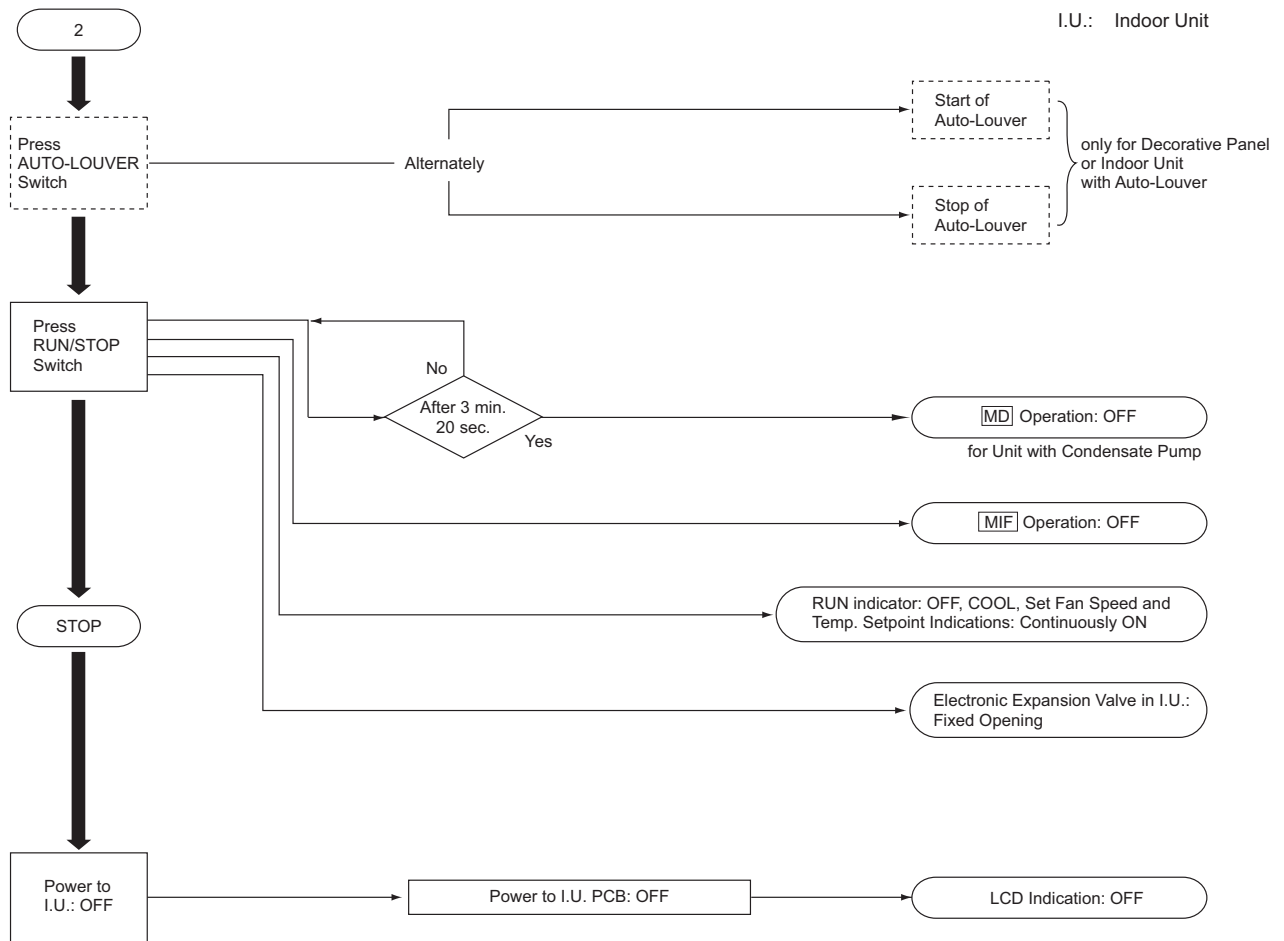 2
I.U.: Indoor Unit
Press
AUTO-LOUVER
Switch
Alternately
Start of
Auto-Louver
Stop of
Auto-Louver
only for Decorative Panel
or Indoor Unit
with Auto-Louver
Press
RUN/STOP
Switch
No
After 3 min.
20 sec.
Yes
MD Operation: OFF
for Unit with Condensate Pump
MIF Operation: OFF
RUN indicator: OFF, COOL, Set Fan Speed and
Temp. Setpoint Indications: Continuously ON
STOP
Electronic Expansion Valve in I.U.:
Fixed Opening
Power to
I.U.: OFF
Power to I.U. PCB: OFF
LCD Indication: OFF